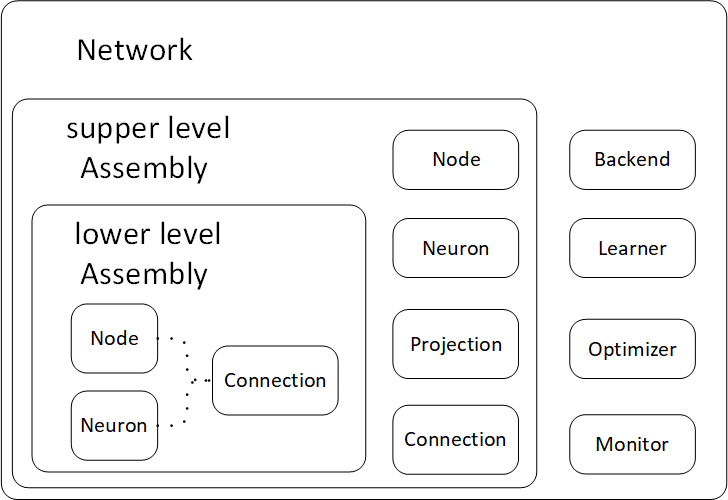 Network
supper level
Assembly
Node
Backend
lower level
Assembly
Neuron
Learner
Node
Projection
Optimizer
Connection
Neuron
Connection
Monitor